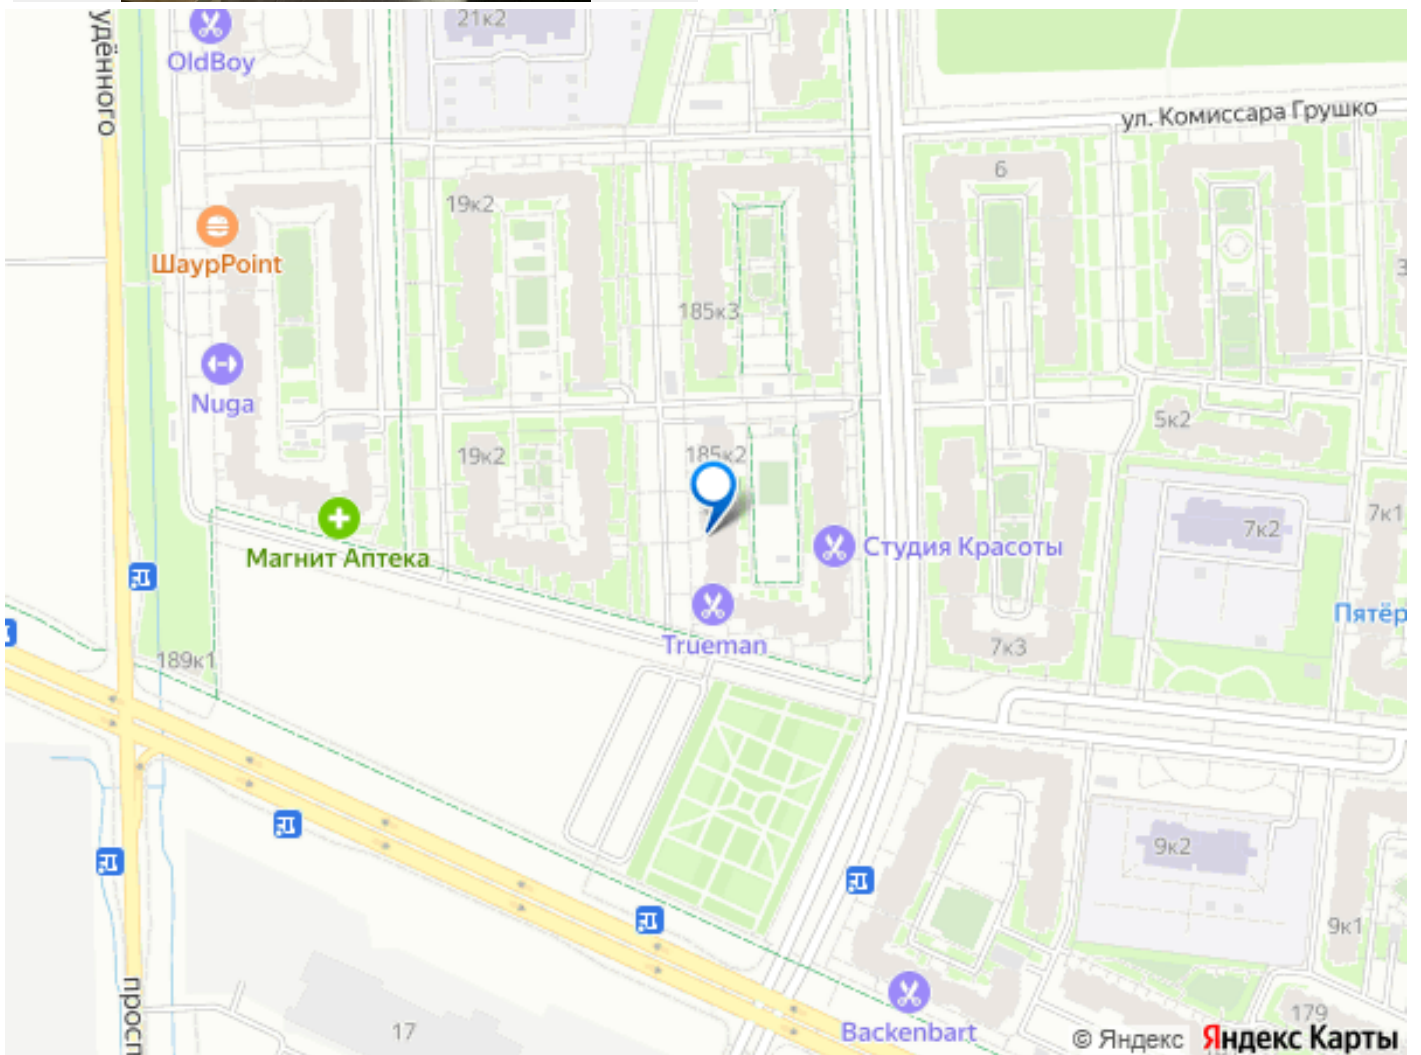 удённого
OldBoy
21к2
ул. Комиссара Грушко
6
19к2
ШаурPoint
185к3
3
Nuga
5к2
19к2
185к2
7к1
7к2
Магнит Аптека
Студия Красоты
Trueman
7к3
Пятёр
189к1
9к2
9к1
просп
17
Backenbart
179
© Яндекс Яндекс Карты